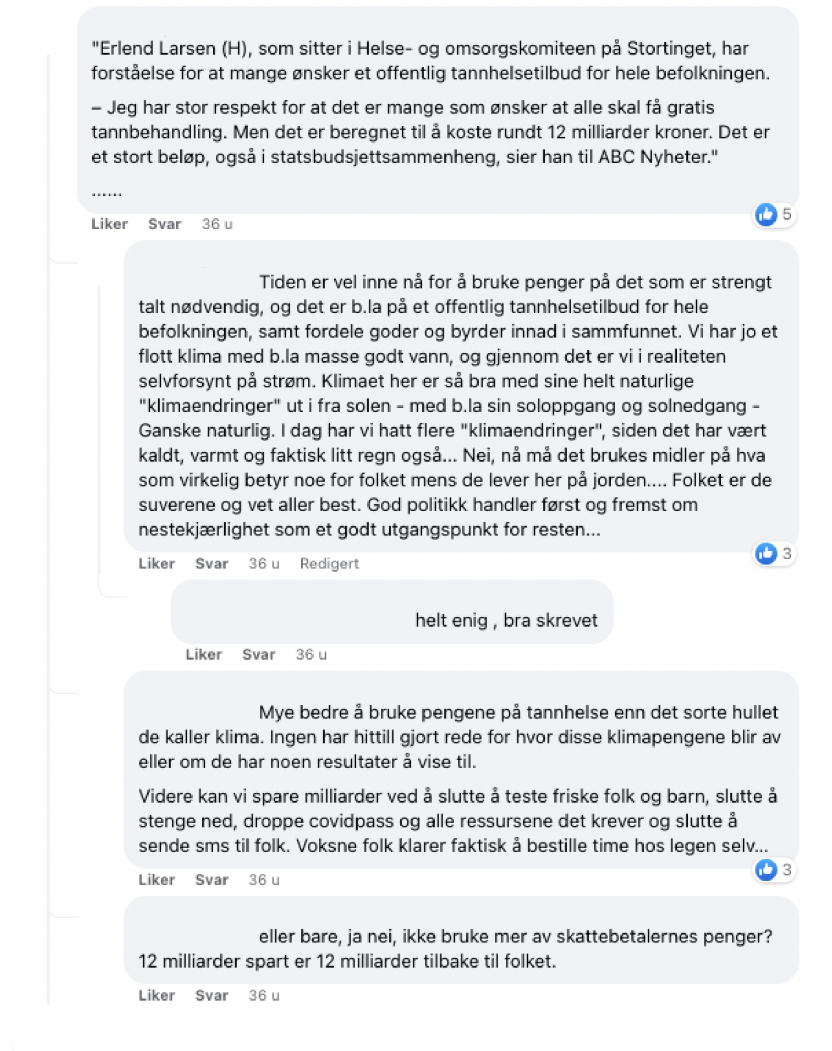 "Erlend Larsen (H), som sitter i Helse- og omsorgskomiteen på Stortinget, har
forståelse for at mange ønsker et offentlig tannhelsetilbud for hele befolkningen.
– Jeg har stor respekt for at det er mange som ønsker at alle skal få gratis
tannbehandling. Men det er beregnet til å koste rundt 12 milliarder kroner. Det er
et stort beløp, også i statsbudsjettsammenheng, sier han til ABC Nyheter."
......
Liker Svar 36 u
5
Tiden er vel inne nå for å bruke penger på det som er strengt
talt nødvendig, og det er b.la på et offentlig tannhelsetilbud for hele
befolkningen, samt fordele goder og byrder innad i sammfunnet. Vi har jo et
flott klima med b.la masse godt vann, og gjennom det er vi i realiteten
selvforsynt på strøm. Klimaet her er så bra med sine helt naturlige
"klimaendringer" ut i fra solen - med b.la sin soloppgang og solnedgang -
Ganske naturlig. I dag har vi hatt flere "klimaendringer", siden det har vært
kaldt, varmt og faktisk litt regn også... Nei, nå må det brukes midler på hva
som virkelig betyr noe for folket mens de lever her på jorden.... Folket er de
suverene og vet aller best. God politikk handler først og fremst om
nestekjærlighet som et godt utgangspunkt for resten...
Liker Svar 36 u Redigert
3
helt enig , bra skrevet
Liker Svar 36 u
Mye bedre å bruke pengene på tannhelse enn det sorte hullet
de kaller klima. Ingen har hittill gjort rede for hvor disse klimapengene blir av
eller om de har noen resultater å vise til.
Videre kan vi spare milliarder ved å slutte å teste friske folk og barn, slutte å
stenge ned, droppe covidpass og alle ressursene det krever og slutte å
sende sms til folk. Voksne folk klarer faktisk å bestille time hos legen selv...
Liker Svar 36 u
3
eller bare, ja nei, ikke bruke mer av skattebetalernes penger?
12 milliarder spart er 12 milliarder tilbake til folket.
Liker Svar 36 u